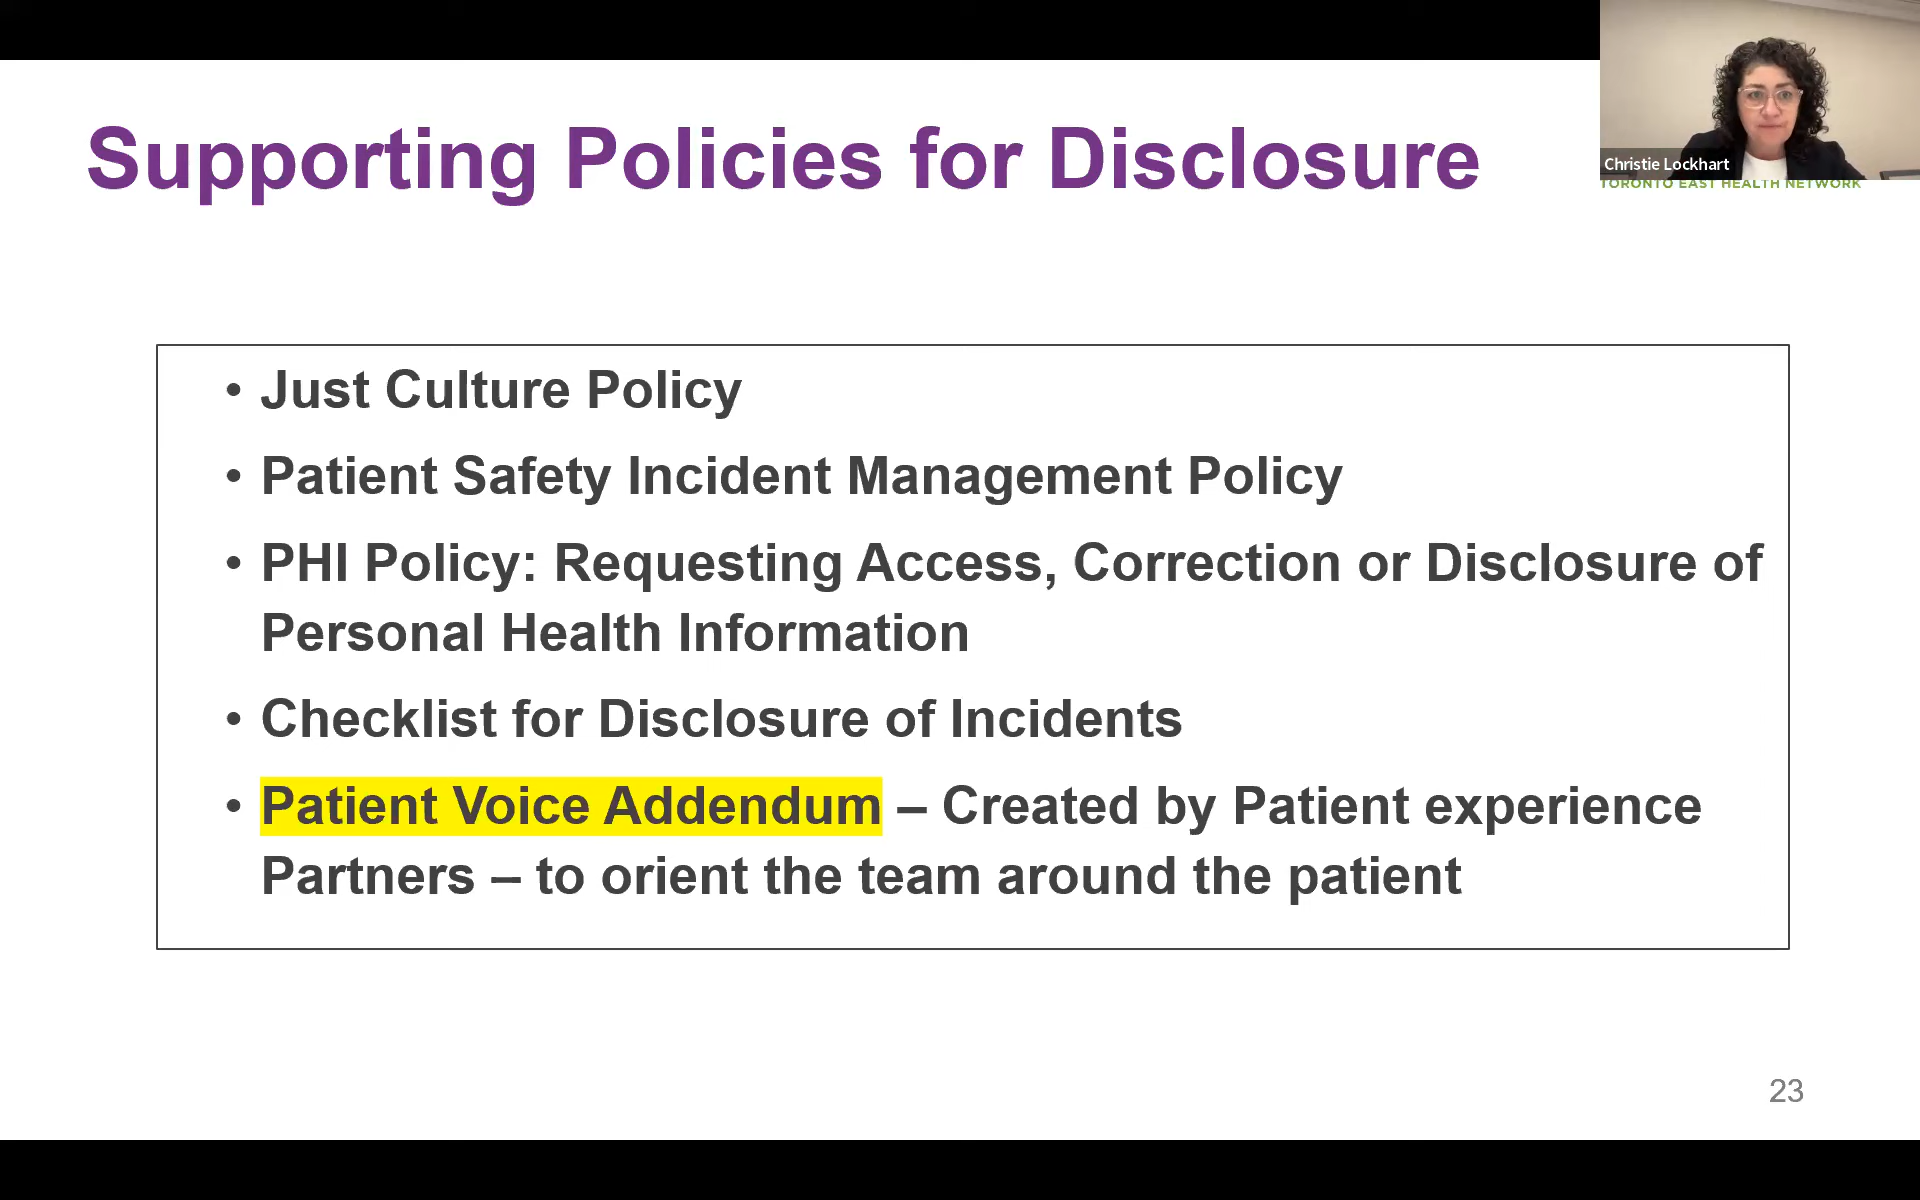 Supporting Policies for Disclosure
Christie Lockhart
TORONTO EAST HEALTH NETWORK
• Just Culture Policy
• Patient Safety Incident Management Policy
• PHI Policy: Requesting Access, Correction or Disclosure of
Personal Health Information
• Checklist for Disclosure of Incidents
• Patient Voice Addendum – Created by Patient experience
Partners – to orient the team around the patient
23